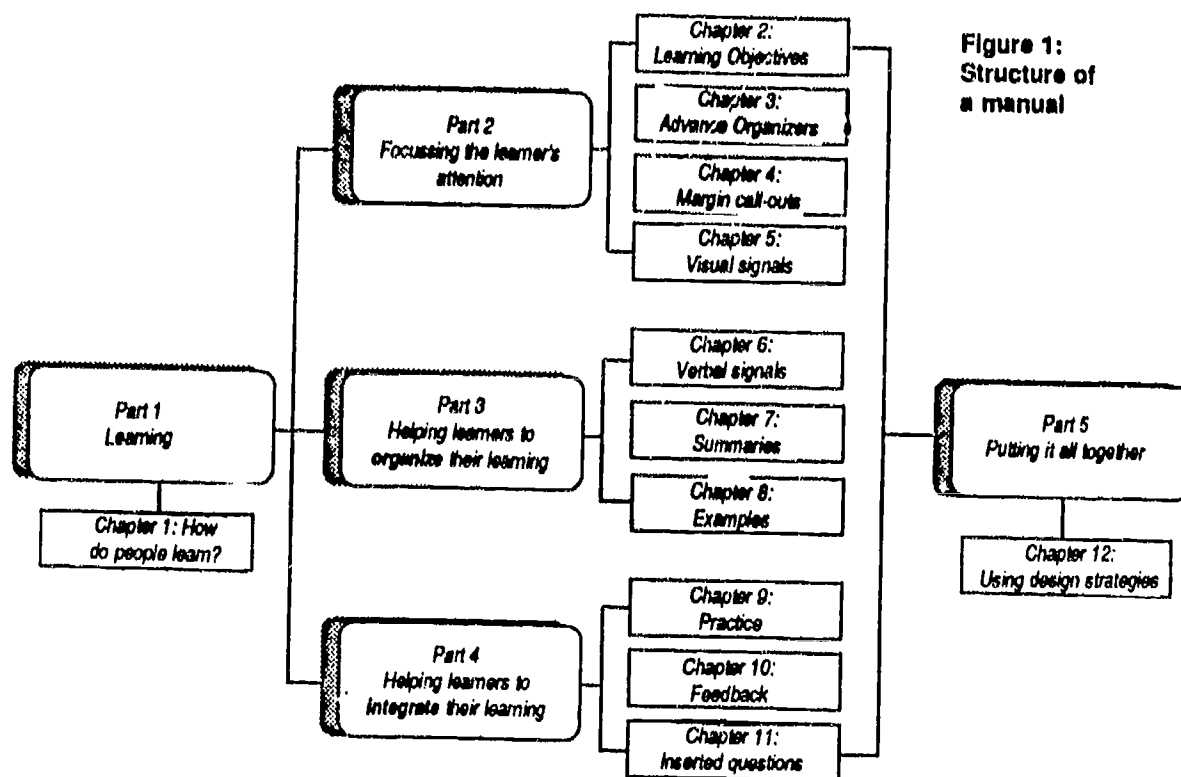 Figure 1:
Structure of
a manual
Part 1
Learning
Chapter 1: How
do people learn?
Part 2
Focussing the learner's
attention
Chapter 2:
Learning Objectives
Chapter 3:
Advance Organizers
Chapter 4:
Margin call-outs
Chapter 5:
Visual signals
Part 3
Helping learners to
organize their learning
Chapter 6:
Verbal signals
Chapter 7:
Summaries
Chapter 8:
Examples
Part 4
Helping learners to
integrate their learning
Chapter 9:
Practice
Chapter 10:
Feedback
Chapter 11:
Inserted questions
Part 5
Putting it all together
Chapter 12:
Using design strategies